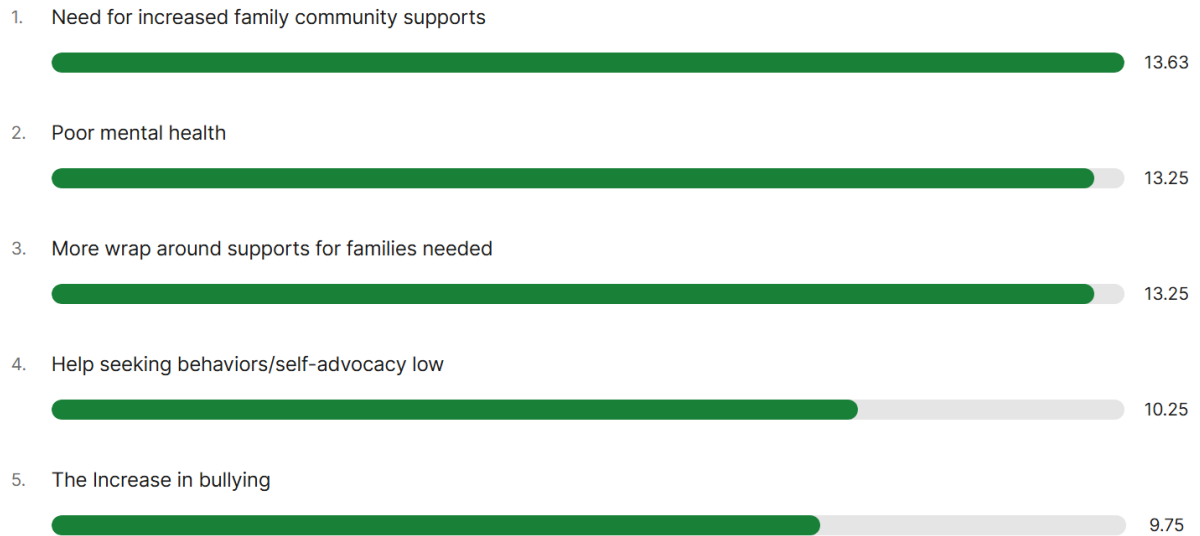 1. Need for increased family community supports
13.63
2. Poor mental health
13.25
3. More wrap around supports for families needed
13.25
4. Help seeking behaviors/self-advocacy low
10.25
5. The Increase in bullying
9.75